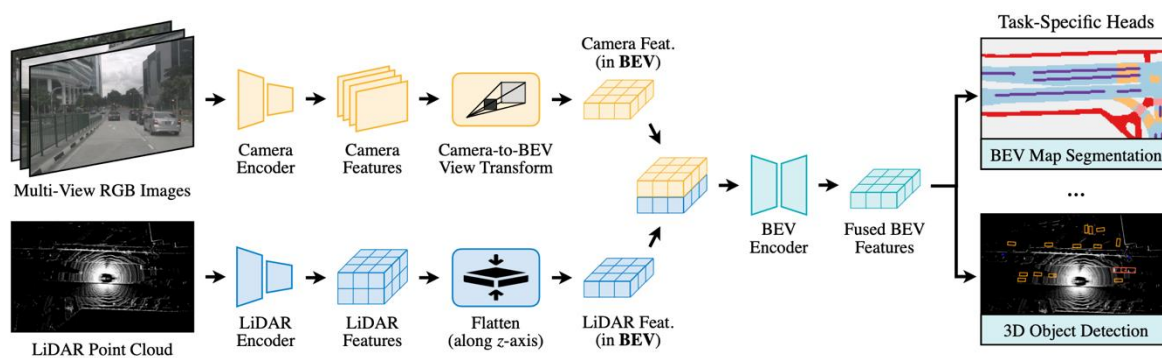 Task-Specific Heads
Camera Feat.
(in BEV)
Camera
Encoder
Camera
Features
Camera-to-BEV
View Transform
Multi-View RGB Images
BEV Map Segmentation
...
BEV
Encoder
Fused BEV
Features
LiDAR
Encoder
LiDAR
Features
Flatten
(along z-axis)
LiDAR Feat.
(in BEV)
LiDAR Point Cloud
3D Object Detection